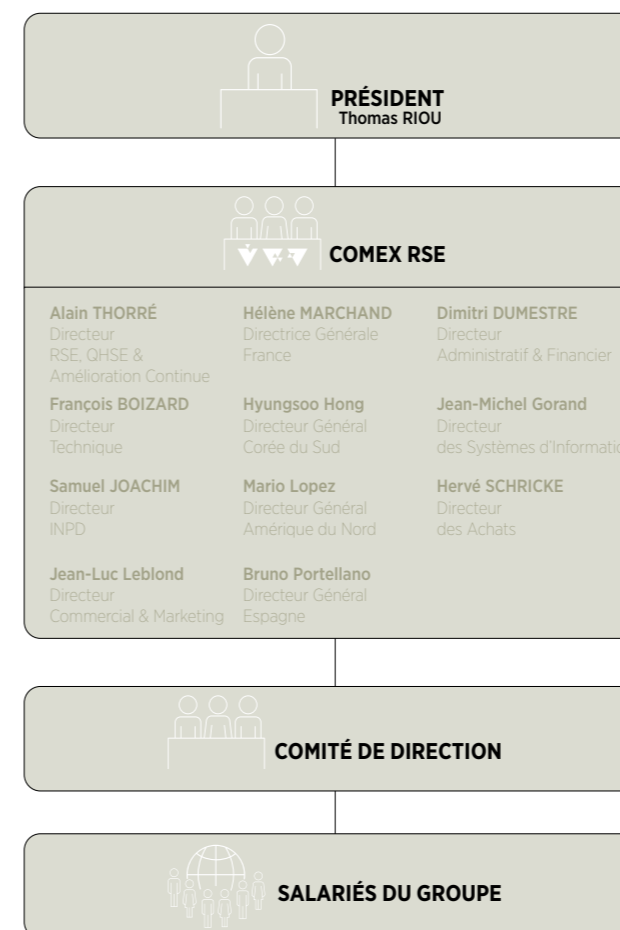 PRÉSIDENT
Thomas RIOU
COMEX RSE
Alain THORRÉ
Directeur
RSE, QHSE &
Amélioration Continue
Hélène MARCHAND
Directrice Générale
France
Dimitri DUMESTRE
Directeur
Administratif & Financier
François BOIZARD
Directeur
Technique
Hyungsoo Hong
Directeur Général
Corée du Sud
Jean-Michel Gorand
Directeur
des Systèmes
Samuel JOACHIM
Directeur
INPD
Mario Lopez
Directeur Général
Amérique du Nord
Hervé SCHRICKE
Directeur
des Achats
Jean-Luc Leblond
Directeur
Commercial & Marketing
Bruno Portellano
Directeur Général
Espagne
COMITÉ DE DIRECTION
SALARIÉS DU GROUPE